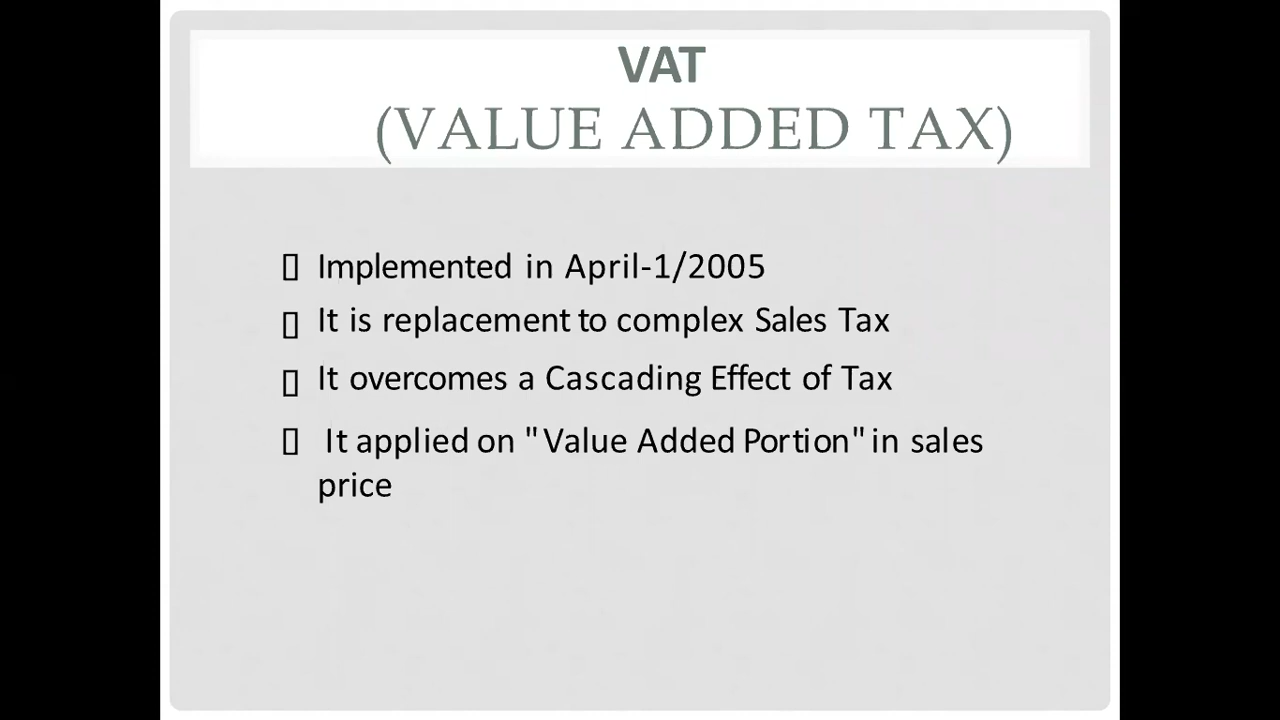 VAT
(VALUE ADDED TAX)
Implemented in April-1/2005
It is replacement to complex Sales Tax
It overcomes a Cascading Effect of Tax
It applied on "Value Added Portion" in sales
price